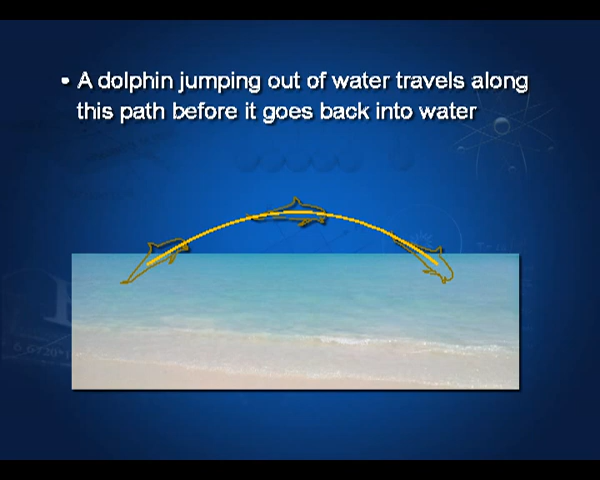 • A dolphin jumping out of water travels along
this path before it goes back into water